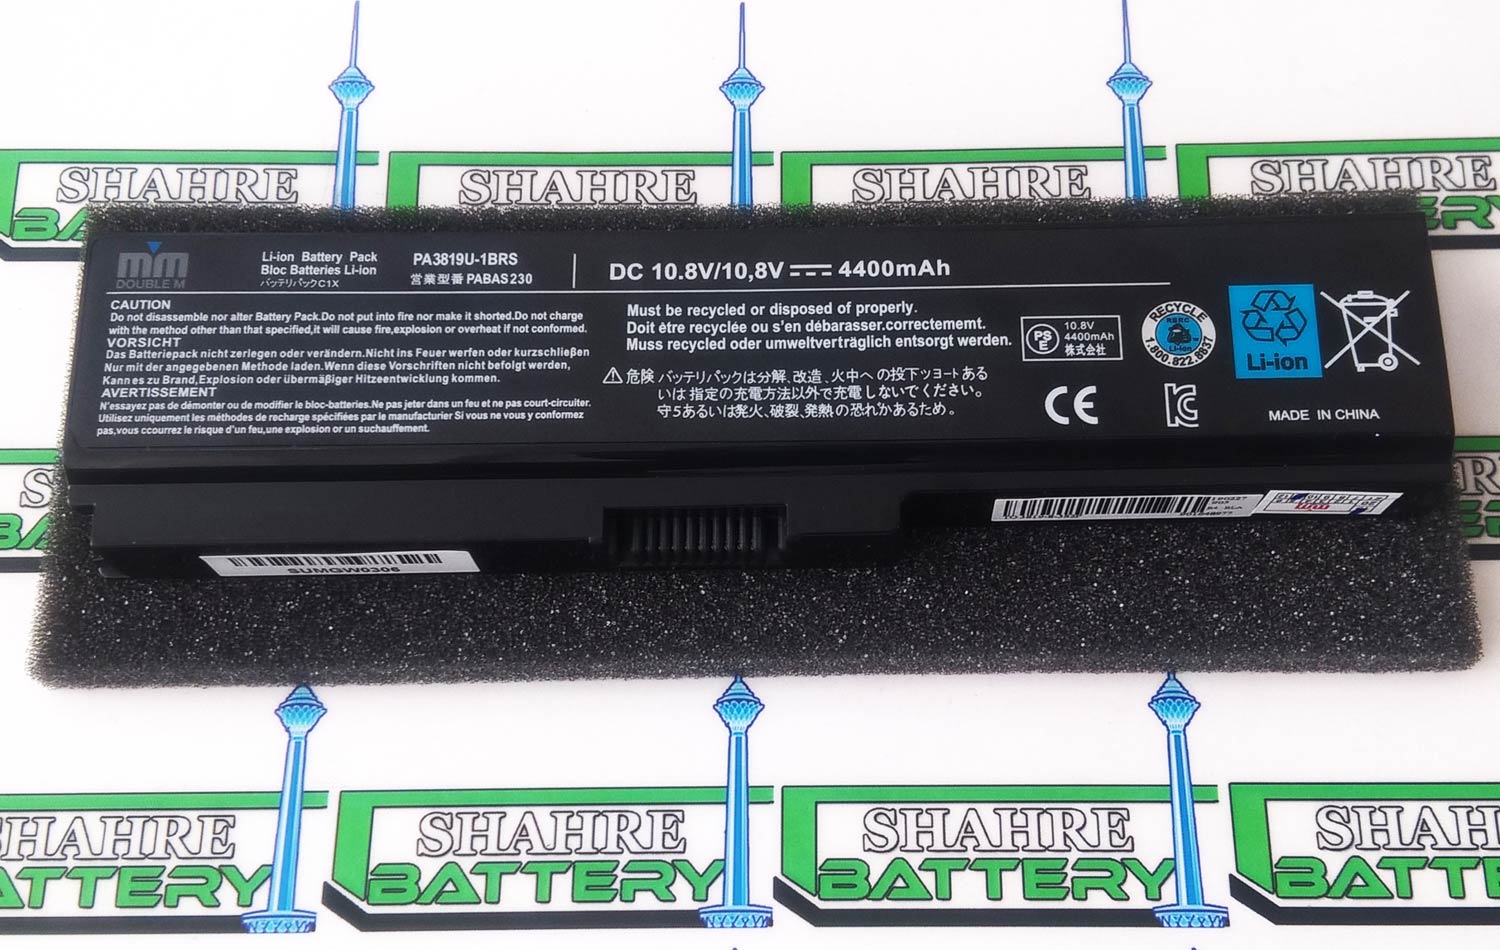 SHAHRE SHAHRE SHAHRE SHAHRE
mm
DOUBLE M
Li-ion Battery Pack
Bloc Batteries Li-ion
バッテリパックC1X
PA3819U-1BRS
営業型番 PABAS230
DC 10.8V/10,8V 4400mAh
CAUTION
Do not disassemble nor alter Battery Pack.Do not put into fire nor make it shorted.Do not charge
with the method other than that specified,it will cause fire,explosion or overheat if not conformed.
VORSICHT
Das Batteriepack nicht zerlegen oder verändern.Nicht ins Feuer werfen oder kurzschließen
Nur mit der angegebenen Methode laden.Wenn diese Vorschriften nicht befolgt werden,
Kann es zu Brand,Explosion oder übermäßiger Hitzeentwicklung kommen.
AVERTISSEMENT
N'essayez pas de démonter ou de modifier le bloc-batteries.Ne pas jeter dans un feu et ne pas court-circuiter.
Utilisez uniquement les méthodes de recharge spécifiées par le manufacturier Si vous ne vous y conformez
pas,vous ccourrez le risque d'un feu,une explosion or un suchauffement.
Must be recycled or disposed of properly.
Doit être recyclée ou s'en débarasser.correctememt.
Muss recycled oder umweltverträglich entsorgt werden.
危険 バッテリパックは分解、改造、火中への投下ツョートある
いは指定の充電方法以外で充電しないでください。
守5あるいは発火、破裂、発熱の恐れかあるため。
PS
E
10.8V
4400mAh
株式会社
RECYCLE
RBRC
Li-ion
1.800.822.8837
Li-ion
CE
MADE IN CHINA
SUMGW0306
SHAHRE SHAHRE SHAHRE SHAH
ATTERY BATTERY BATTERY BATTE